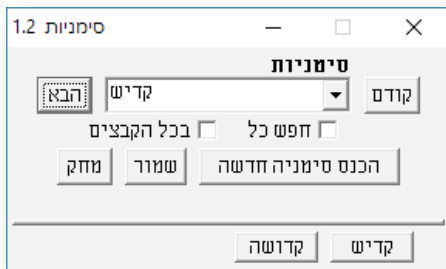 סימניות 1.2
סימניות
קודם קדיש הבא
חפש כל בכל הקבצים
הכנס סימניה חדשה שמור מחק
קדיש קדושה